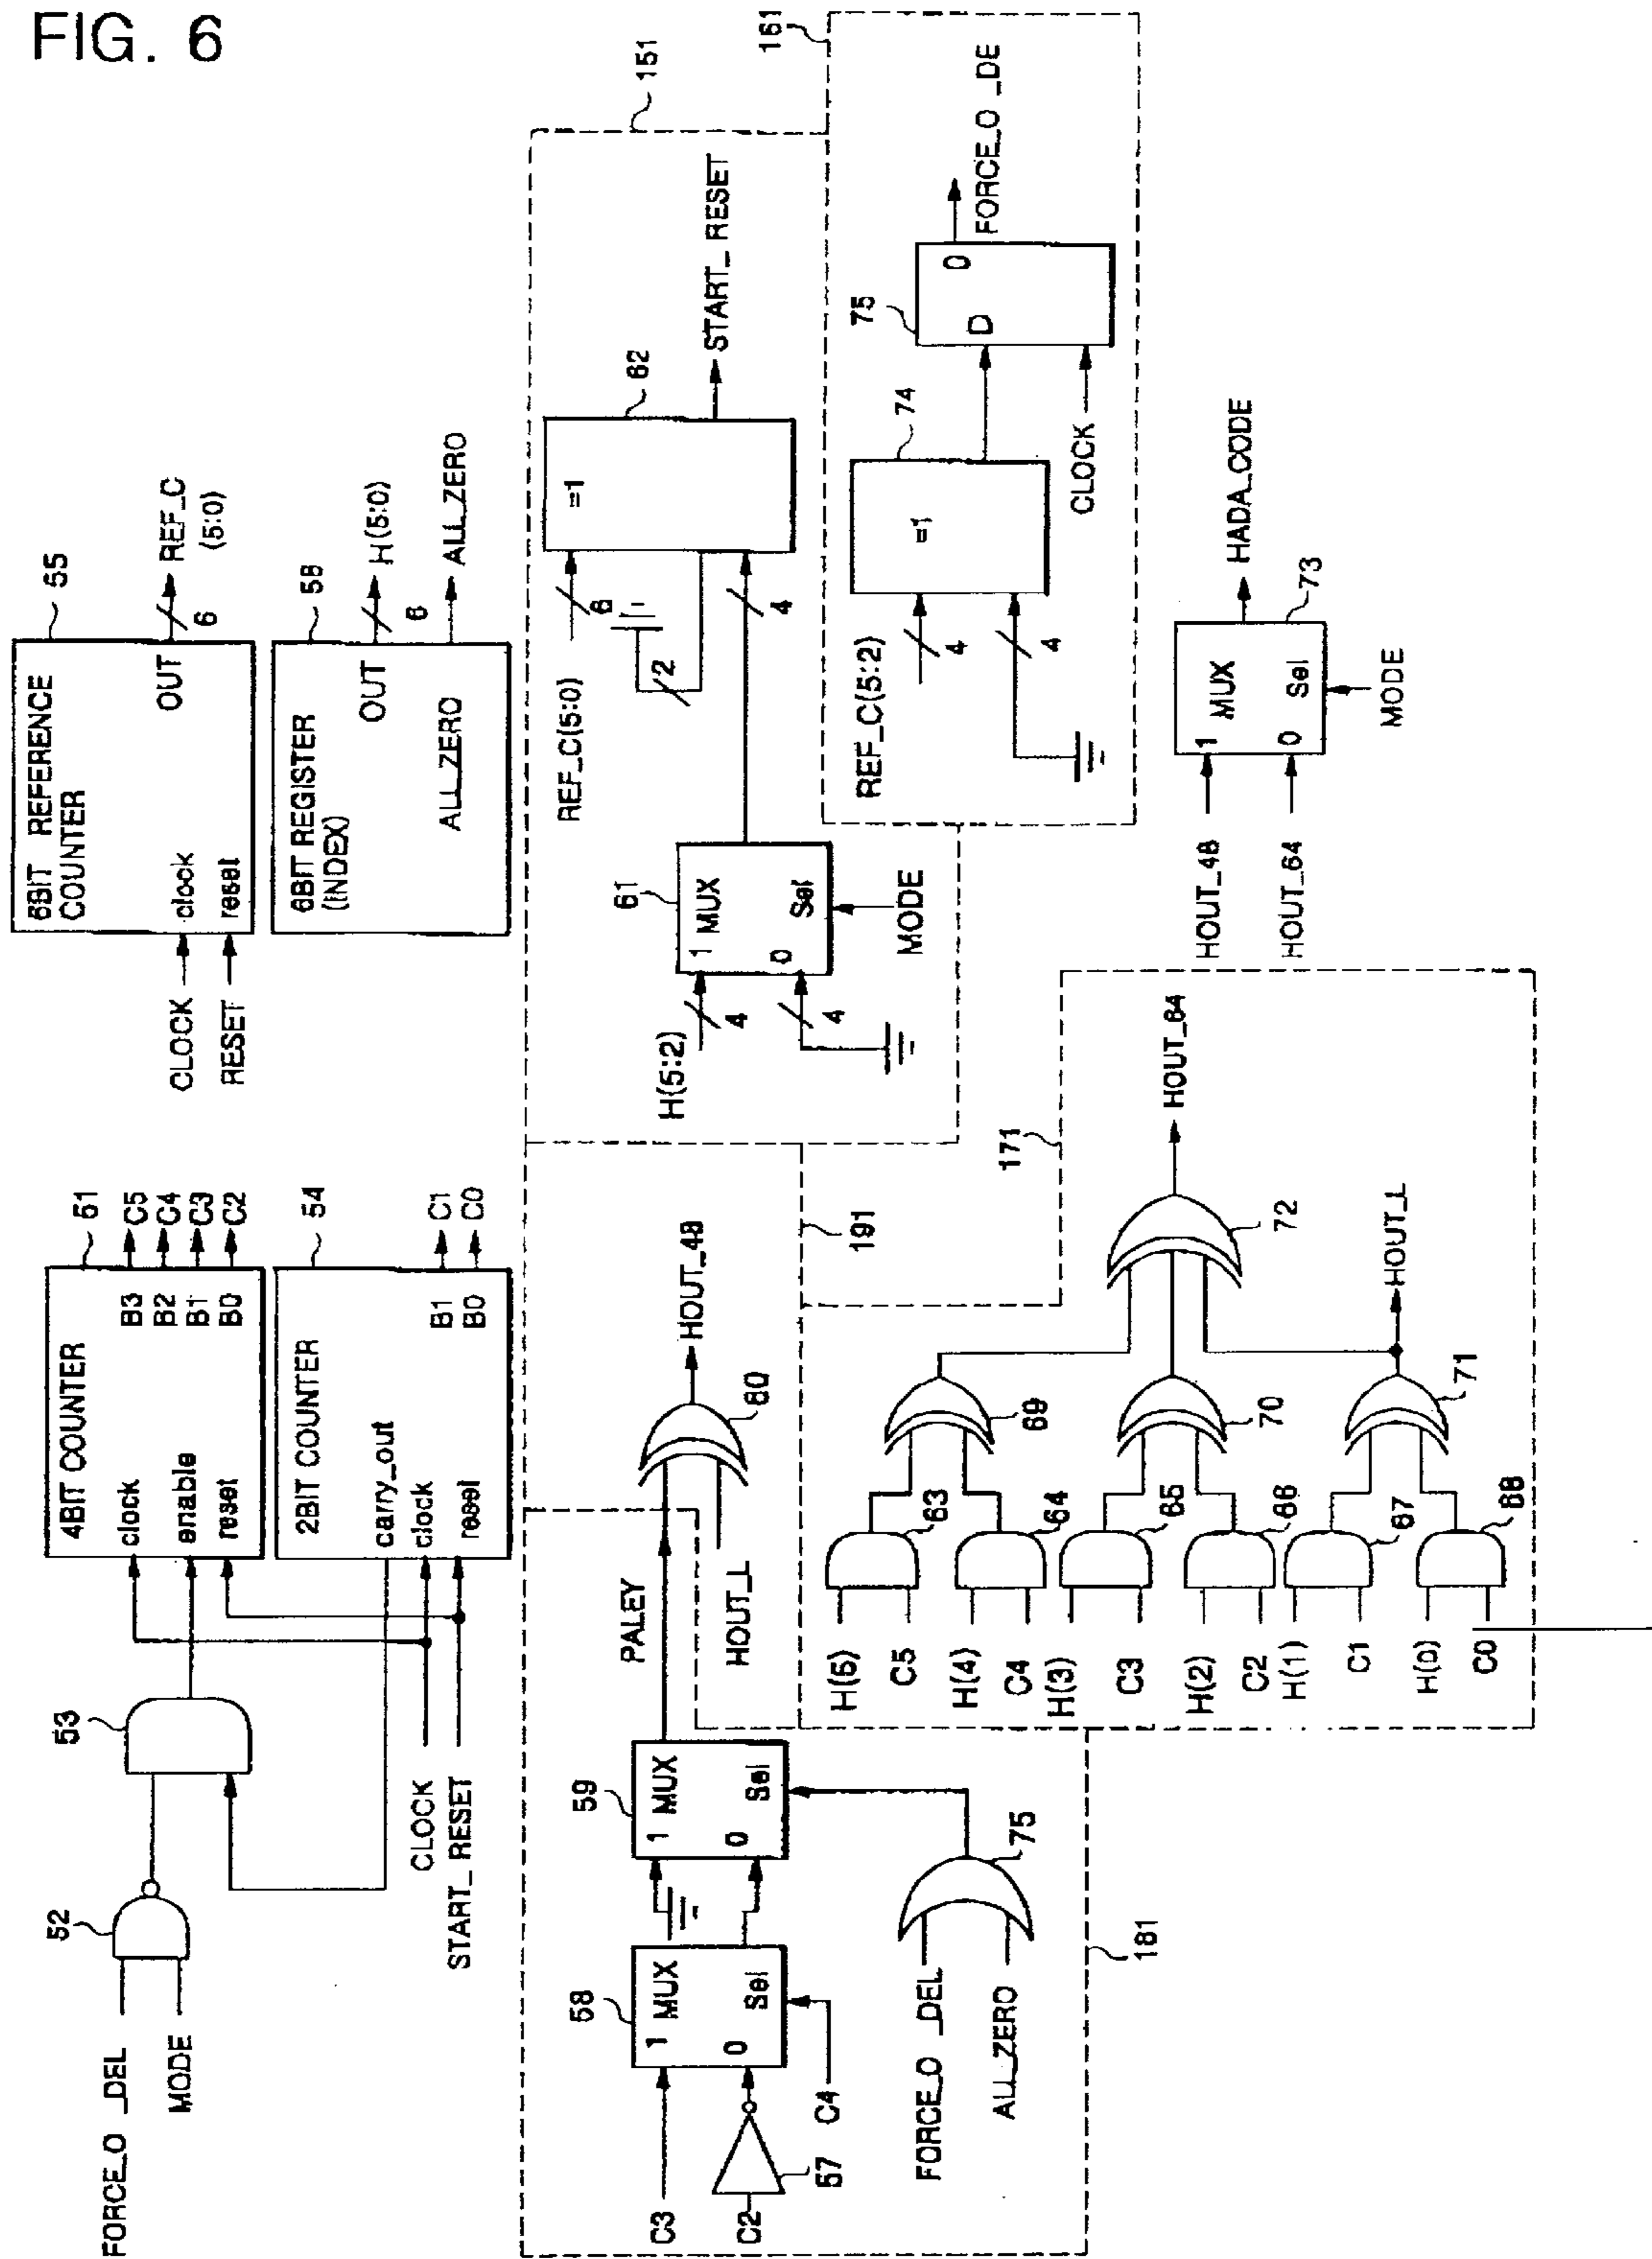 FIG. 6
FORCE_O _DEL
MODE
52
53
CLOCK
START_ RESET
4BIT COUNTER
clock
enable
reset
B3
B2
B1
B0
51
C5
C4
C3
C2
2BIT COUNTER
carry_out
clock
reset
B1
B0
54
C1
C0
6BIT REFERENCE
COUNTER
clock
reset
OUT
55
CLOCK
RESET
REF_C
(5:0)
6
6BIT REGISTER
(INDEX)
OUT
ALL_ZERO
56
H(5:0)
6
ALL_ZERO
C3
C2
57
58
1 MUX
0 Sel
C4
59
1 MUX
0 Sel
FORCE_O _DEL
ALL_ZERO
75
181
PALEY
HOUT_L
60
HOUT_48
191
H(5:2)
4
4
61
1 MUX
0 Sel
MODE
REF_C(5:0)
6
2
4
=1
62
START_ RESET
151
REF_C(5:2)
4
4
=1
74
CLOCK
75
D
O
FORCE_O _DE
161
H(5)
C5
H(4)
C4
H(3)
C3
H(2)
C2
H(1)
C1
H(0)
C0
63
64
65
66
67
68
69
70
71
72
HOUT_L
HOUT_64
171
HOUT_48
HOUT_64
1 MUX
0 Sel
MODE
73
HADA_CODE